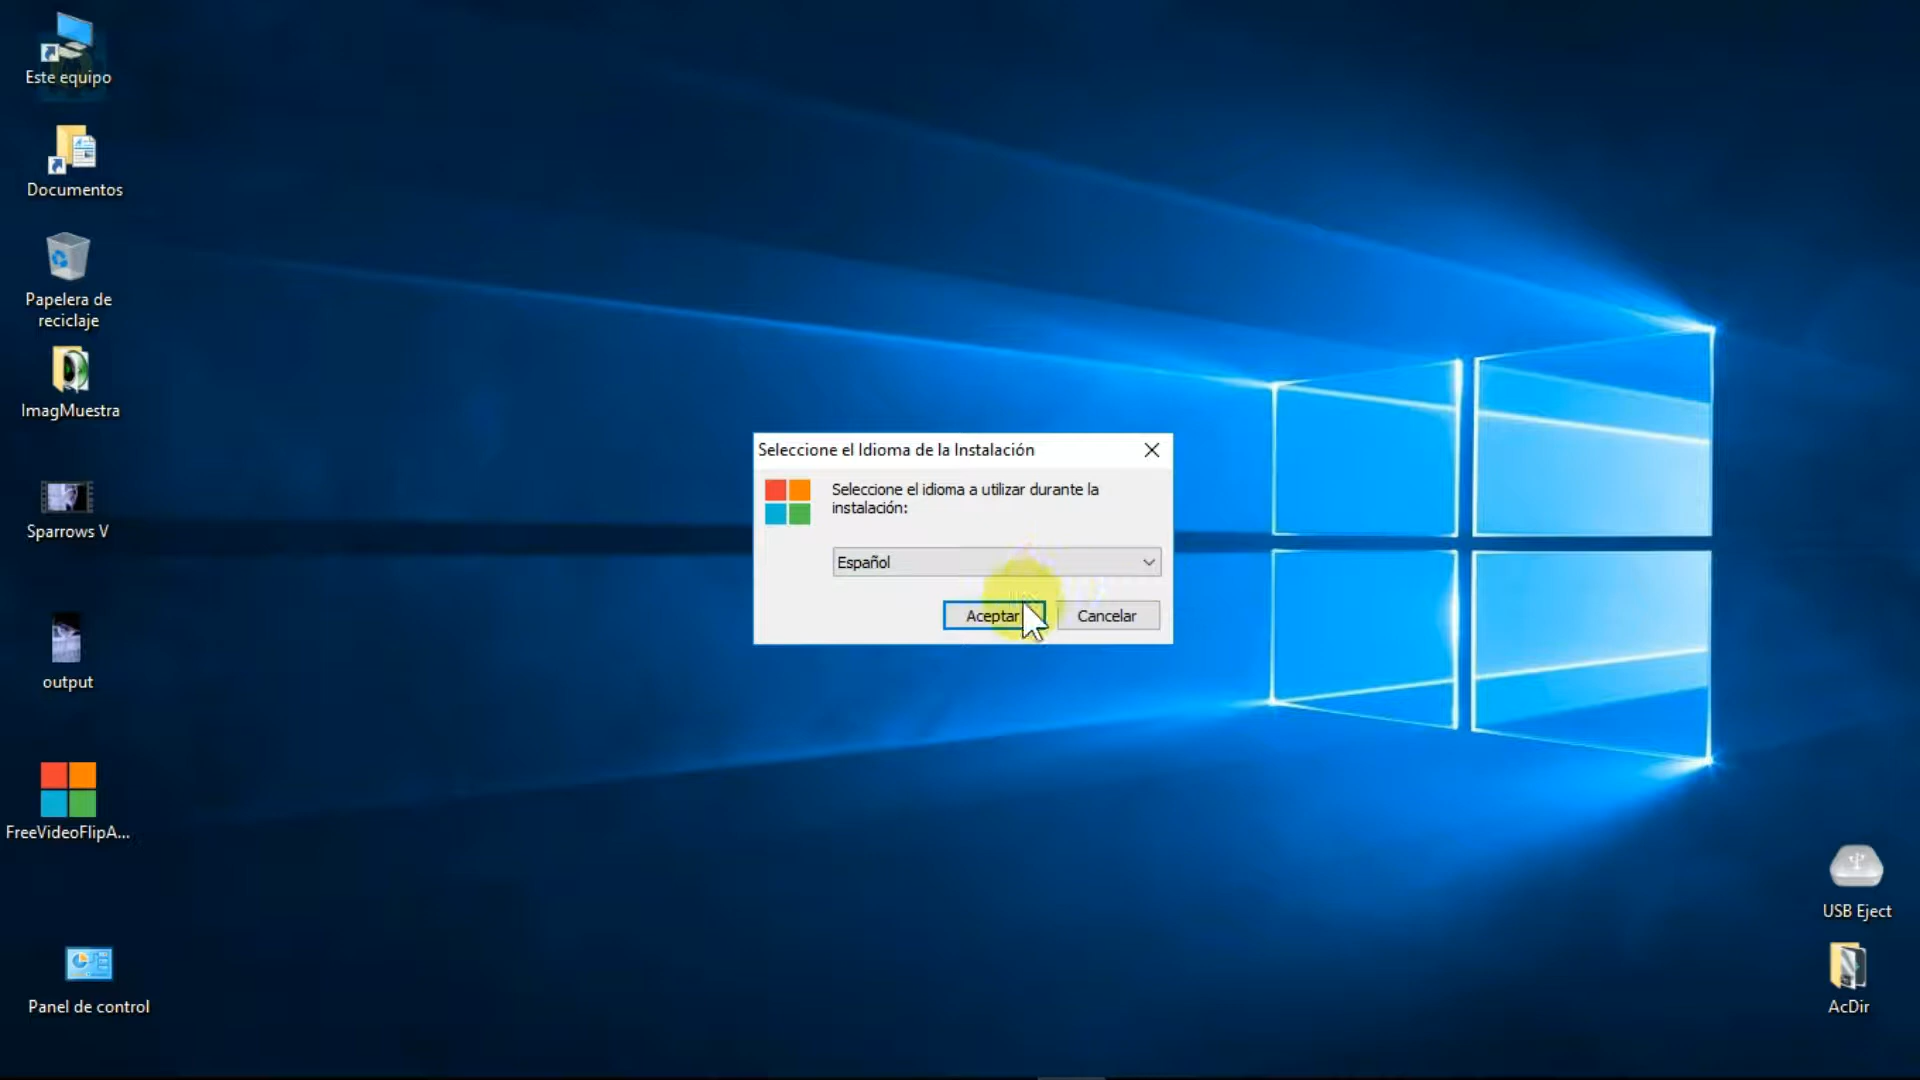 Este equipo
Documentos
Papelera de
reciclaje
ImagMuestra
Sparrows V
output
FreeVideoFlipA...
Panel de control
Seleccione el Idioma de la Instalación
Seleccione el idioma a utilizar durante la
instalación:
Español
Aceptar
Cancelar
USB Eject
AcDir